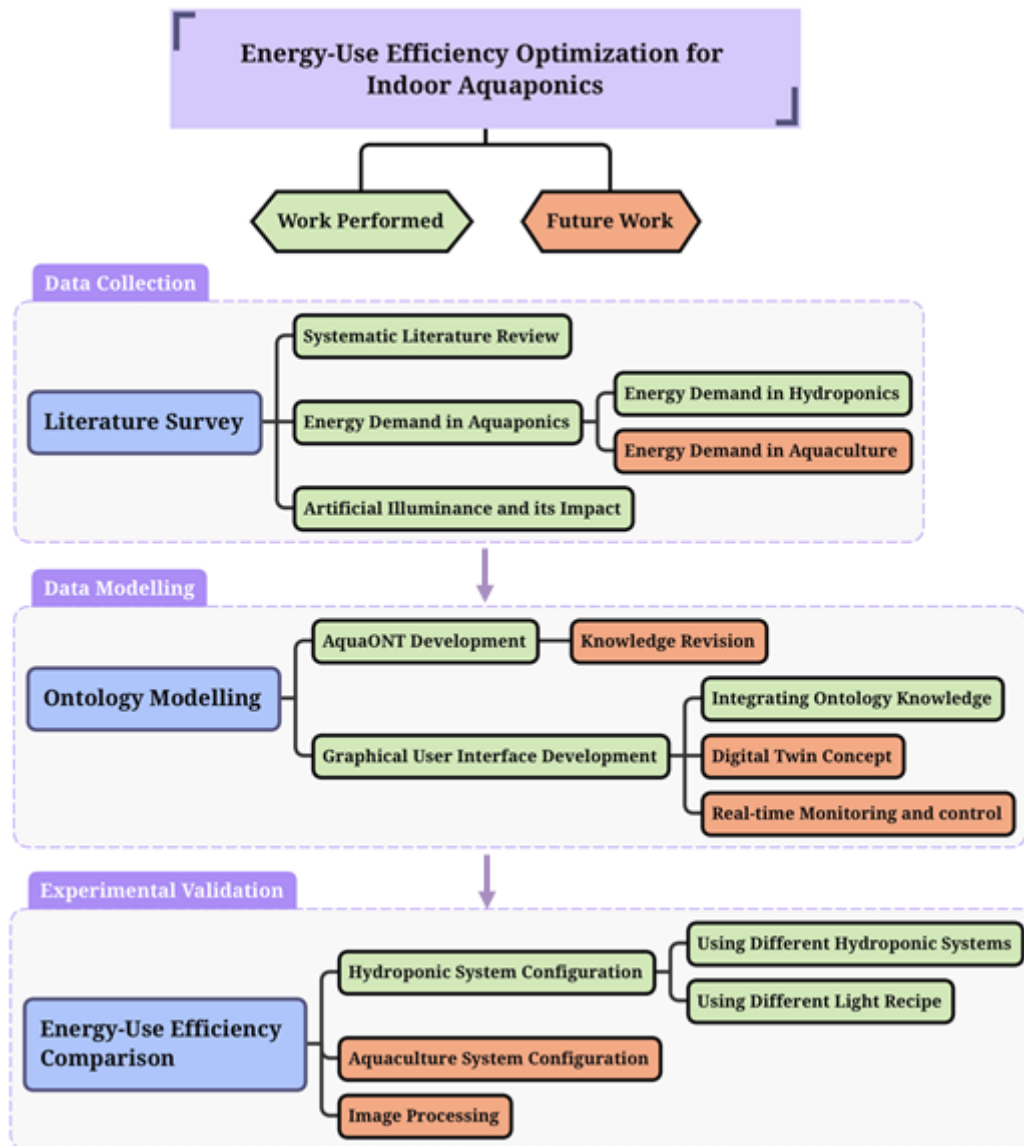 Energy-Use Efficiency Optimization for
Indoor Aquaponics
Work Performed
Future Work
Data Collection
Literature Survey
Systematic Literature Review
Energy Demand in Aquaponics
Energy Demand in Hydroponics
Energy Demand in Aquaculture
Artificial Illuminance and its Impact
Data Modelling
Ontology Modelling
AquaONT Development
Knowledge Revision
Graphical User Interface Development
Integrating Ontology Knowledge
Digital Twin Concept
Real-time Monitoring and control
Experimental Validation
Energy-Use Efficiency
Comparison
Hydroponic System Configuration
Using Different Hydroponic Systems
Using Different Light Recipe
Aquaculture System Configuration
Image Processing